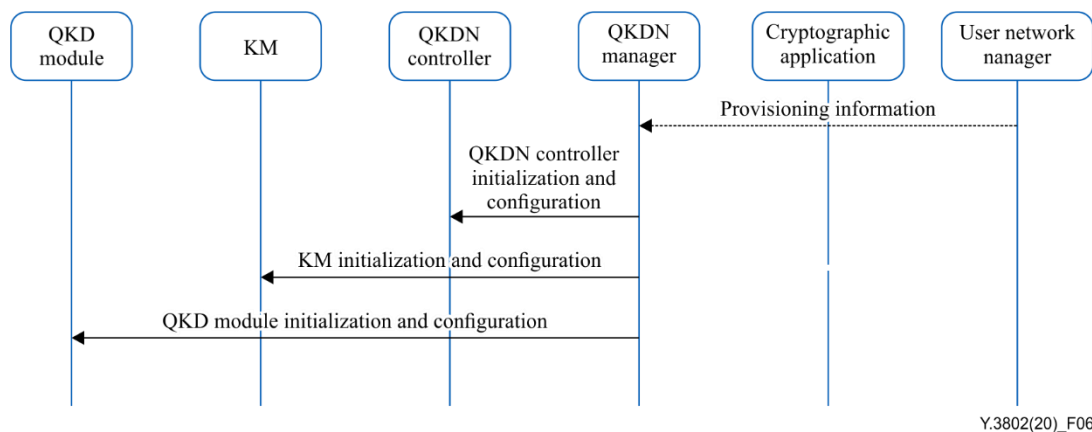 QKD
module
KM
QKDN
controller
QKDN
manager
Cryptographic
application
User network
nanager
Provisioning information
QKDN controller
initialization and
configuration
KM initialization and configuration
QKD module initialization and configuration
Y.3802(20)_F06